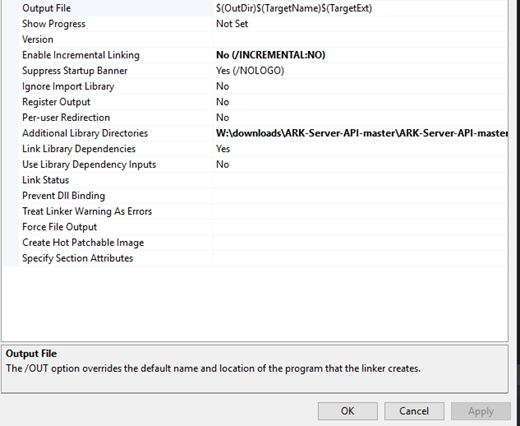 Output File $(OutDir)$(TargetName)$(TargetExt)
Show Progress Not Set
Version
Enable Incremental Linking No (/INCREMENTAL:NO)
Suppress Startup Banner Yes (/NOLOGO)
Ignore Import Library No
Register Output No
Per-user Redirection No
Additional Library Directories W:\downloads\ARK-Server-API-master\ARK-Server-API-master
Link Library Dependencies Yes
Use Library Dependency Inputs No
Link Status
Prevent Dll Binding
Treat Linker Warning As Errors
Force File Output
Create Hot Patchable Image
Specify Section Attributes
Output File
The /OUT option overrides the default name and location of the program that the linker creates.
OK Cancel Apply